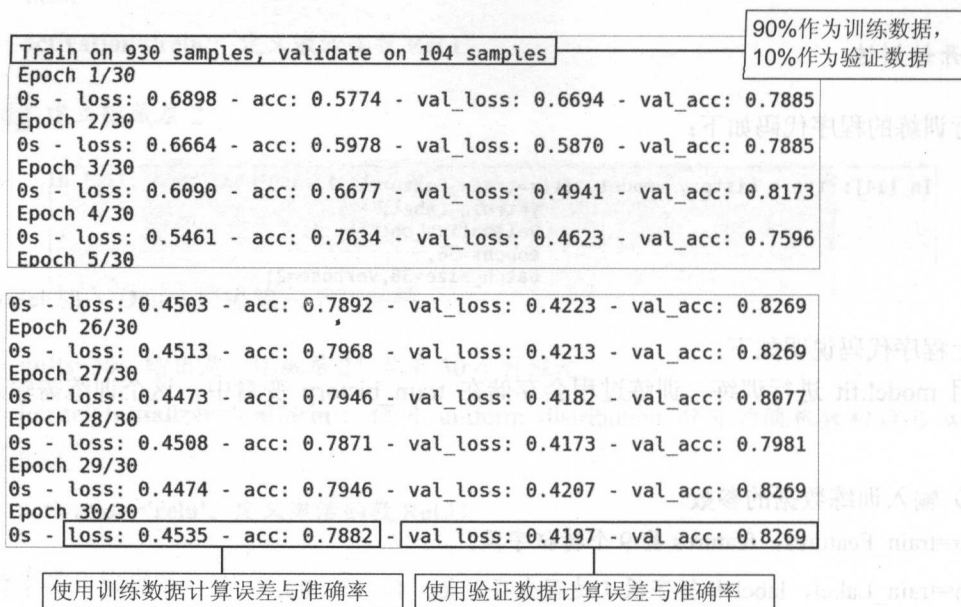 90%作为训练数据，
10%作为验证数据
Train on 930 samples, validate on 104 samples
Epoch 1/30
0s - loss: 0.6898 - acc: 0.5774 - val_loss: 0.6694 - val_acc: 0.7885
Epoch 2/30
0s - loss: 0.6664 - acc: 0.5978 - val_loss: 0.5870 - val_acc: 0.7885
Epoch 3/30
0s - loss: 0.6090 - acc: 0.6677 - val_loss: 0.4941 - val_acc: 0.8173
Epoch 4/30
0s - loss: 0.5461 - acc: 0.7634 - val_loss: 0.4625 - val_acc: 0.7596
Epoch 5/30
0s - loss: 0.4503 - acc: 0.7892 - val_loss: 0.4223 - val_acc: 0.8269
Epoch 26/30
0s - loss: 0.4513 - acc: 0.7968 - val_loss: 0.4213 - val_acc: 0.8269
Epoch 27/30
0s - loss: 0.4473 - acc: 0.7946 - val_loss: 0.4182 - val_acc: 0.8077
Epoch 28/30
0s - loss: 0.4508 - acc: 0.7871 - val_loss: 0.4173 - val_acc: 0.7981
Epoch 29/30
0s - loss: 0.4474 - acc: 0.7946 - val_loss: 0.4207 - val_acc: 0.8269
Epoch 30/30
0s - loss: 0.4535 - acc: 0.7882 - val_loss: 0.4197 - val_acc: 0.8269
使用训练数据计算误差与准确率
使用验证数据计算误差与准确率